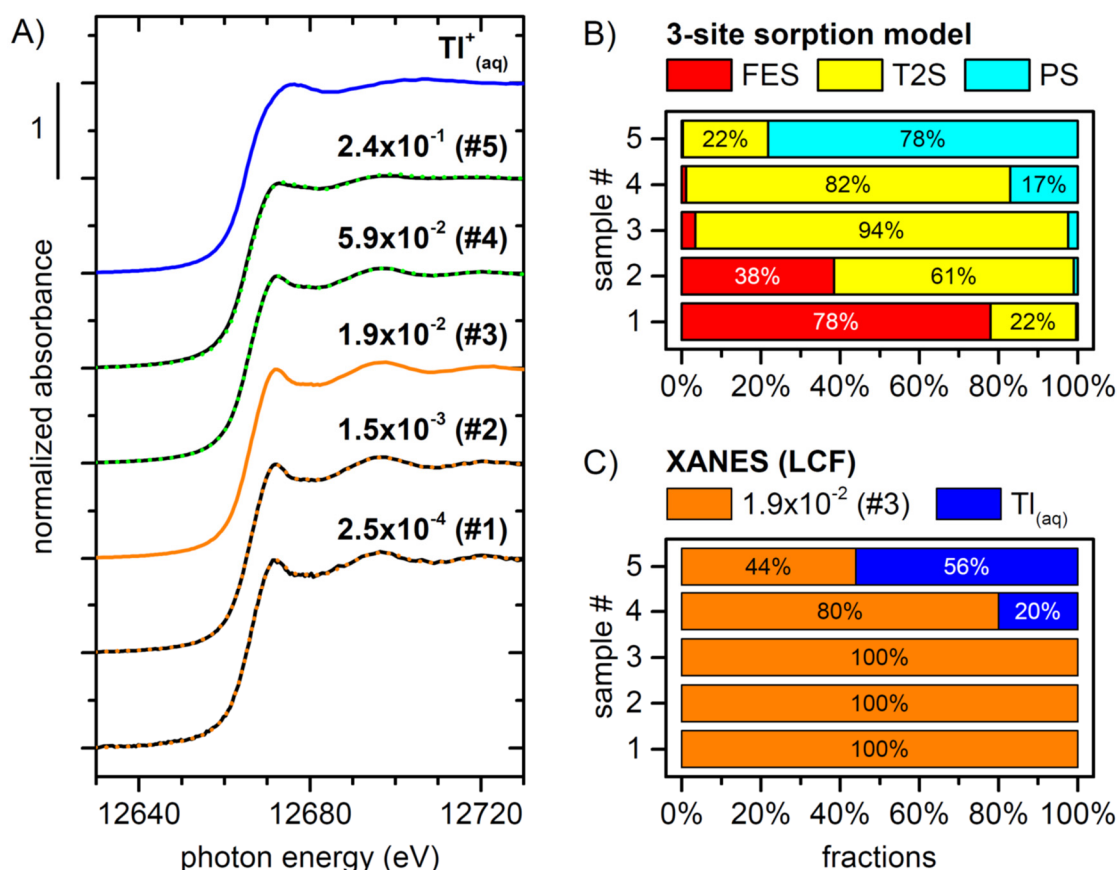 A)
Tl+(aq)
1
2.4x10-1 (#5)
5.9x10-2 (#4)
1.9x10-2 (#3)
1.5x10-3 (#2)
2.5x10-4 (#1)
normalized absorbance
12640 12680 12720
photon energy (eV)
B)
3-site sorption model
FES T2S PS
5 22% 78%
4 82% 17%
3 94%
2 38% 61%
1 78% 22%
sample #
0% 20% 40% 60% 80% 100%
C)
XANES (LCF)
1.9x10-2 (#3) Tl(aq)
5 44% 56%
4 80% 20%
3 100%
2 100%
1 100%
sample #
0% 20% 40% 60% 80% 100%
fractions